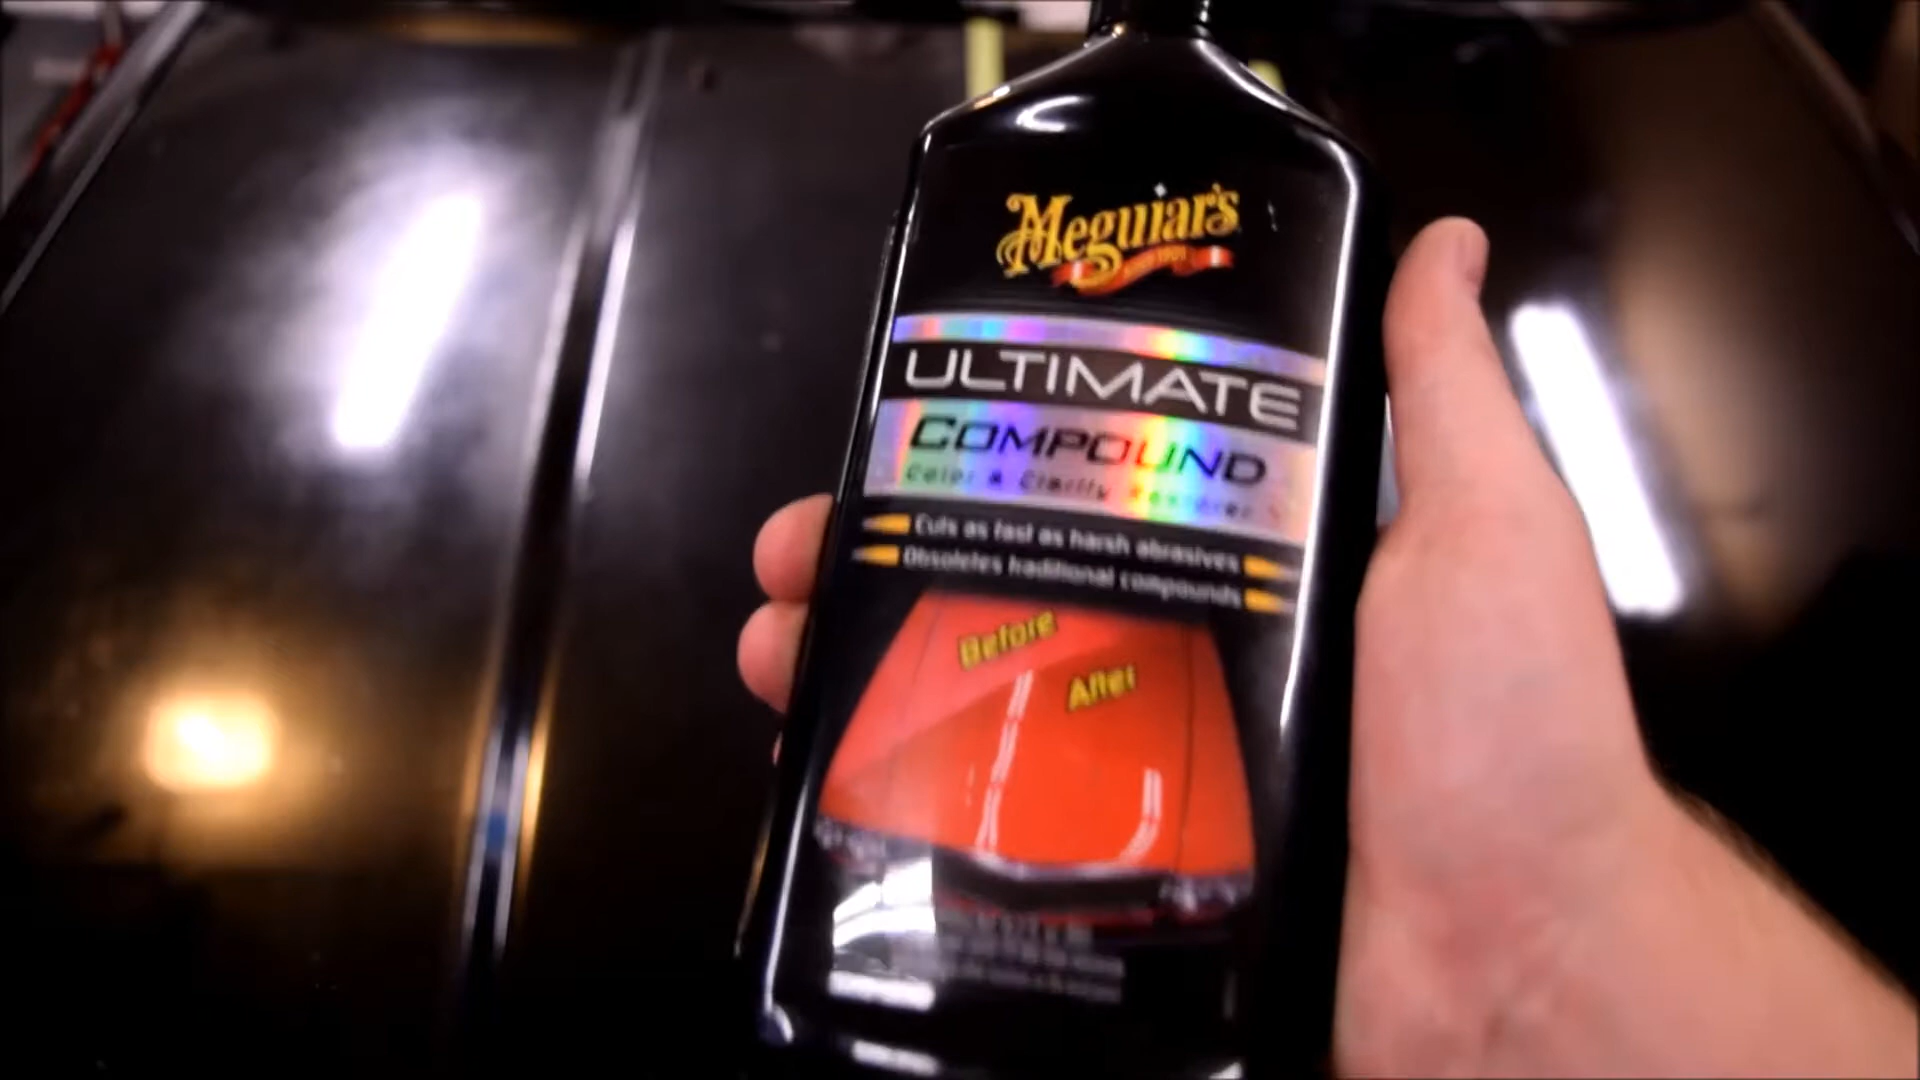 Meguiar's
ULTIMATE
COMPOUND
Color & Clarity Restorer
Cuts as fast as harsh abrasives
Obsoletes traditional compounds
Before
After